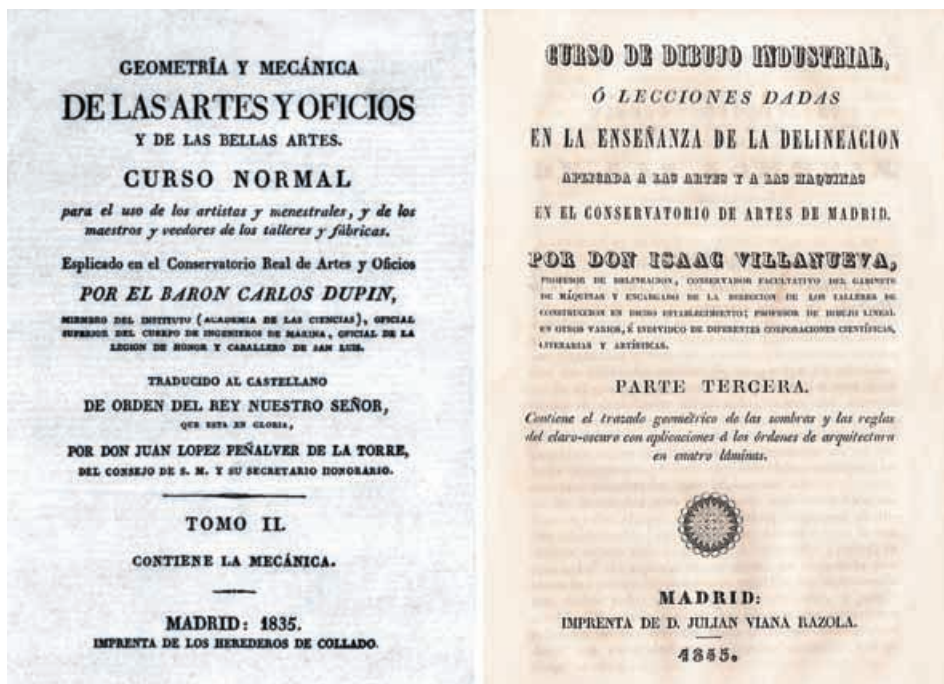 GEOMETRÍA Y MECÁNICA
DE LAS ARTES Y OFICIOS
Y DE LAS BELLAS ARTES.
CURSO NORMAL
para el uso de los artistas y menestrales, y de los
maestros y veedores de los talleres y fábricas.
Esplicado en el Conservatorio Real de Artes y Oficios
POR EL BARON CARLOS DUPIN,
MIEMBRO DEL INSTITUTO (ACADEMIA DE LAS CIENCIAS), OFICIAL
SUPERIOR DEL CUERPO DE INGENIEROS DE MARINA, OFICIAL DE LA
LEGION DE HONOR Y CABALLERO DE SAN LUIS.
TRADUCIDO AL CASTELLANO
DE ORDEN DEL REY NUESTRO SEÑOR,
QUE ESTA EN GLORIA,
POR DON JUAN LOPEZ PEÑALVER DE LA TORRE,
DEL CONSEJO DE S. M. Y SU SECRETARIO HONORARIO.
TOMO II.
CONTIENE LA MECÁNICA.
MADRID: 1835.
IMPRENTA DE LOS HEREDEROS DE COLLADO.
CURSO DE DIBUJO INDUSTRIAL,
Ó LECCIONES DADAS
EN LA ENSEÑANZA DE LA DELINEACION
APLICADA A LAS ARTES Y A LAS MAQUINAS
EN EL CONSERVATORIO DE ARTES DE MADRID.
POR DON ISAAC VILLANUEVA,
PROFESOR DE DELINEACION, CONSERVADOR FACULTATIVO DEL GABINETE
DE MÁQUINAS Y ENCARGADO DE LA DIRECCION DE LOS TALLERES DE
CONSTRUCCION EN DICHO ESTABLECIMIENTO; PROFESOR DE DIBUJO LINEAL
EN OTROS VARIOS, É INDIVIDUO DE DIFERENTES CORPORACIONES CIENTÍFICAS,
LITERARIAS Y ARTÍSTICAS.
PARTE TERCERA.
Contiene el trazado geométrico de las sombras y las reglas
del claro-oscuro con aplicaciones á los órdenes de arquitectura
en cuatro láminas.
MADRID:
IMPRENTA DE D. JULIAN VIANA RAZOLA.
1845.